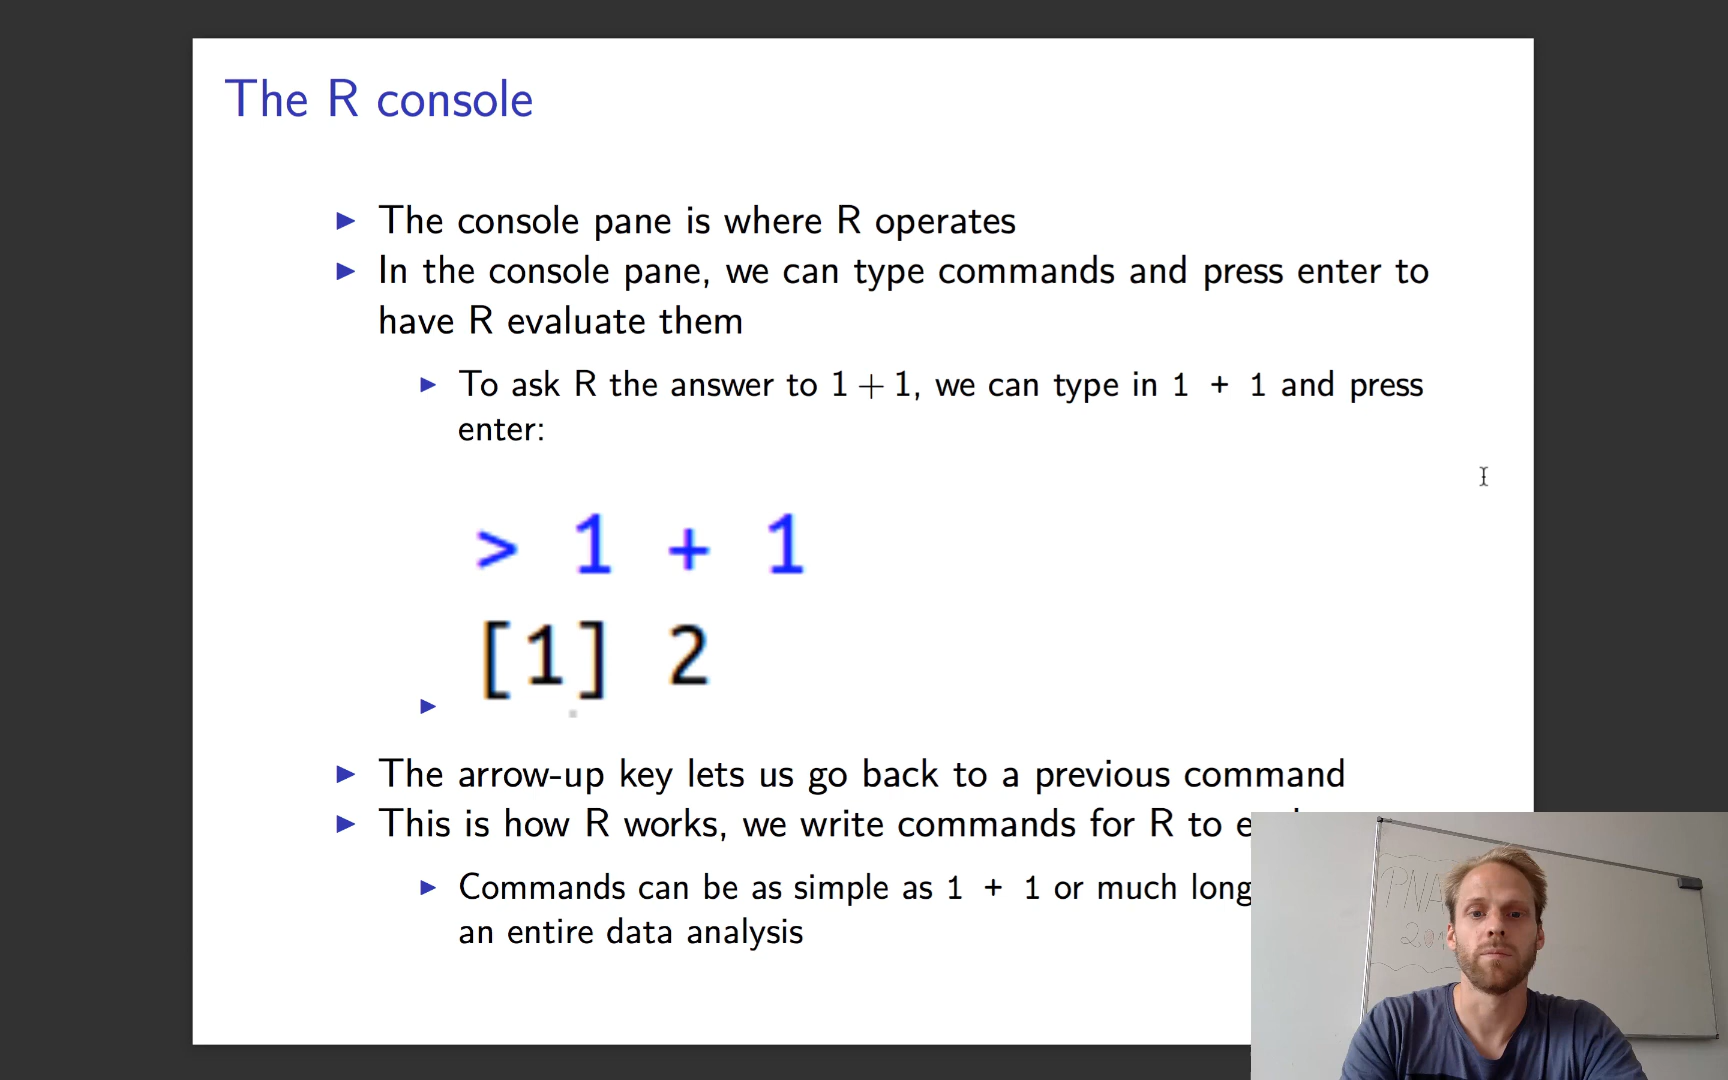 The R console
▶ The console pane is where R operates
▶ In the console pane, we can type commands and press enter to
have R evaluate them
▶ To ask R the answer to 1 + 1, we can type in 1 + 1 and press
enter:
> 1 + 1
[1] 2
▶
▶ The arrow-up key lets us go back to a previous command
▶ This is how R works, we write commands for R to
▶ Commands can be as simple as 1 + 1 or much
an entire data analysis